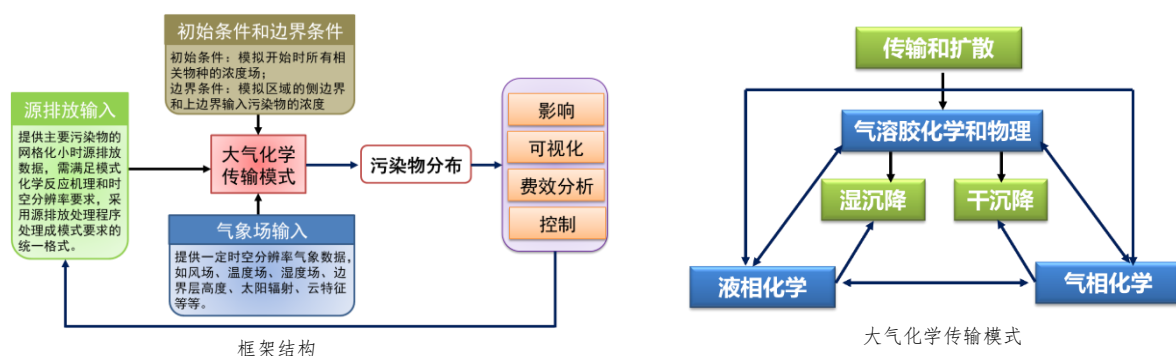 初始条件和边界条件
初始条件：模拟开始时所有相
关物种的浓度场；
边界条件：模拟区域的侧边界
和上边界输入污染物的浓度
源排放输入
提供主要污染物的
网格化小时源排放
数据，需满足模式
化学反应机理和时
空分辨率要求，采
用源排放处理程序
处理成模式要求的
统一格式。
大气化学
传输模式
污染物分布
影响
可视化
费效分析
控制
气象场输入
提供一定时空分辨率气象数据，
如风场、温度场、湿度场、边
界层高度、太阳辐射、云特征
等等。
框架结构
传输和扩散
气溶胶化学和物理
湿沉降
干沉降
液相化学
气相化学
大气化学传输模式